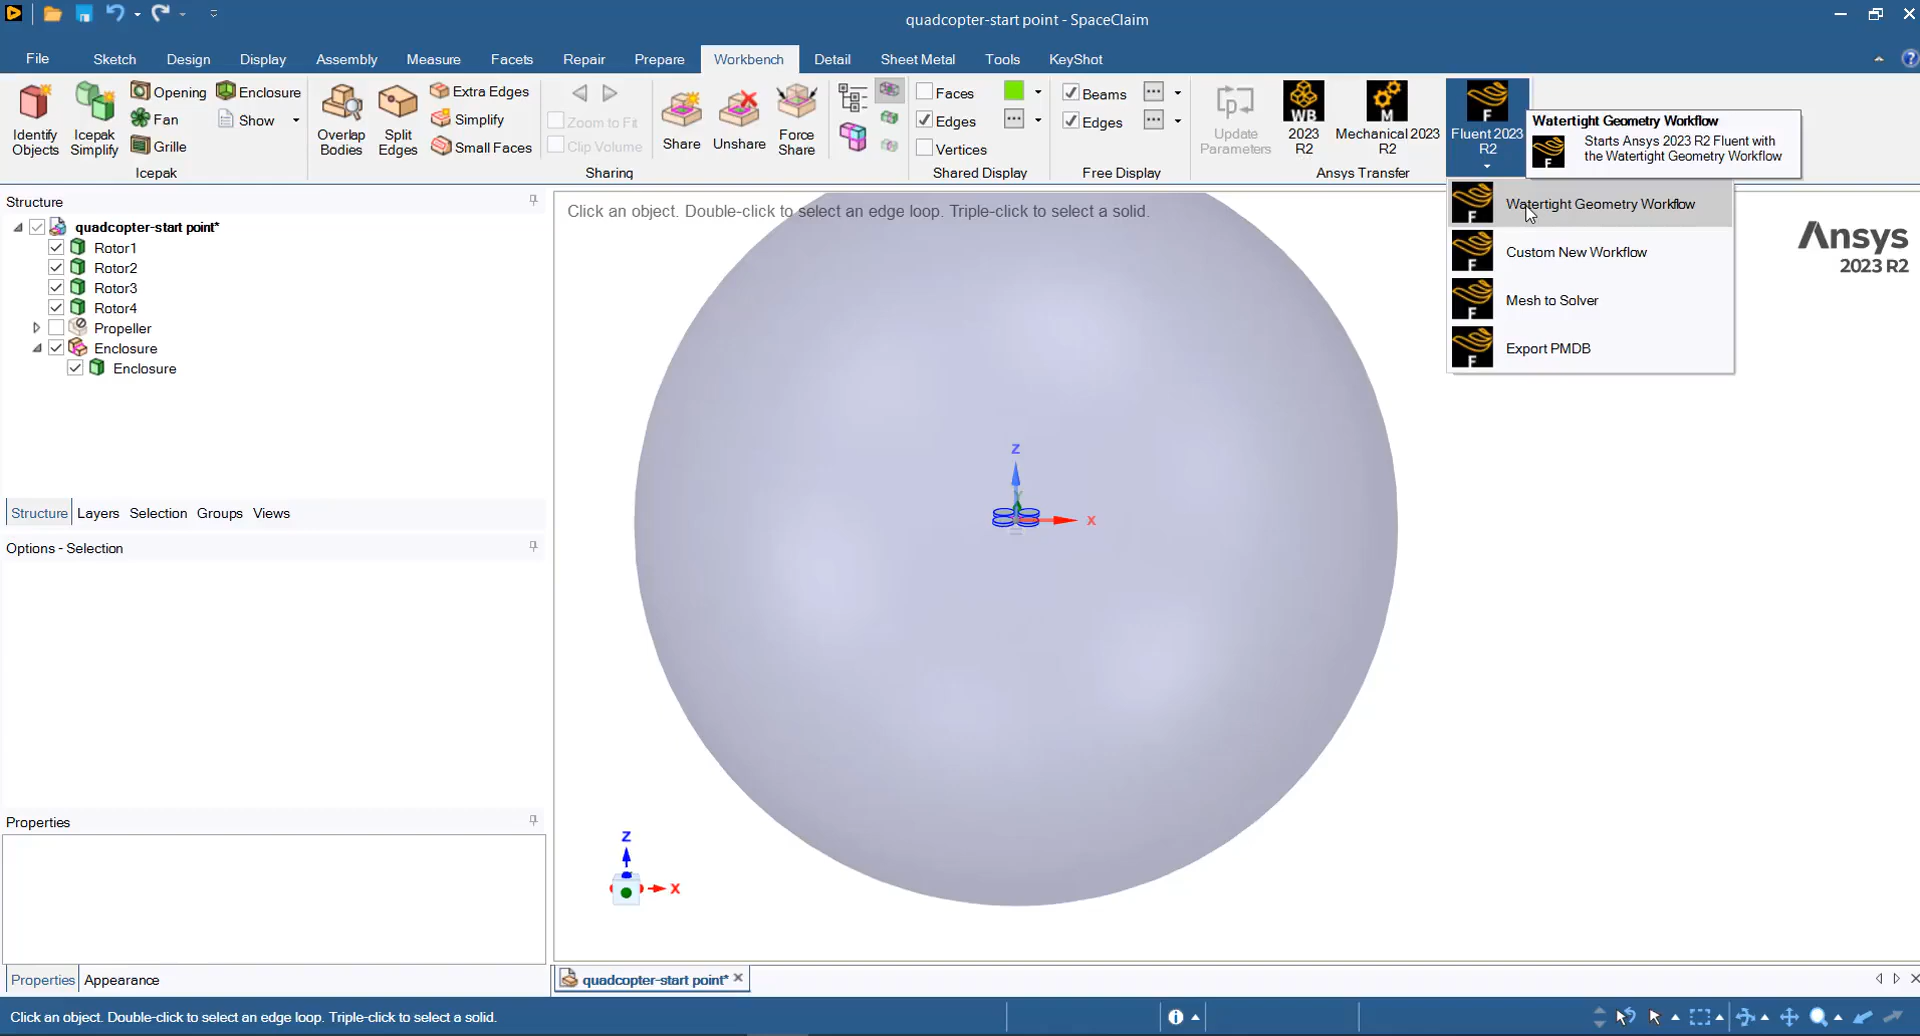 quadcopter-start point - SpaceClaim
File Sketch Design Display Assembly Measure Facets Repair Prepare Workbench Detail Sheet Metal Tools KeyShot
Identify Objects
Icepak Simplify
Opening
Fan
Grille
Enclosure
Show
Icepak
Overlap Bodies
Split Edges
Extra Edges
Simplify
Small Faces
Zoom to Fit
Clip Volume
Share
Unshare
Force Share
Sharing
Faces
Edges
Vertices
Shared Display
Beams
Edges
Free Display
Update Parameters
WB
2023 R2
M
Mechanical 2023 R2
F
Fluent 2023 R2
Ansys Transfer
Watertight Geometry Workflow
F
Starts Ansys 2023 R2 Fluent with
the Watertight Geometry Workflow
F Watertight Geometry Workflow
F Custom New Workflow
F Mesh to Solver
F Export PMDB
Structure
quadcopter-start point*
Rotor1
Rotor2
Rotor3
Rotor4
Propeller
Enclosure
Enclosure
Structure Layers Selection Groups Views
Options - Selection
Properties
Properties Appearance
Click an object. Double-click to select an edge loop. Triple-click to select a solid.
Ansys
2023 R2
Z
Y
X
Z
X
quadcopter-start point*
Click an object. Double-click to select an edge loop. Triple-click to select a solid.